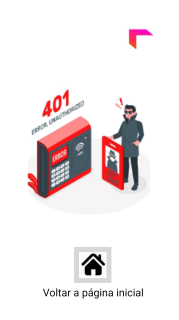 401
ERROR, UNAUTHORIZED
ERROR
Voltar a página inicial